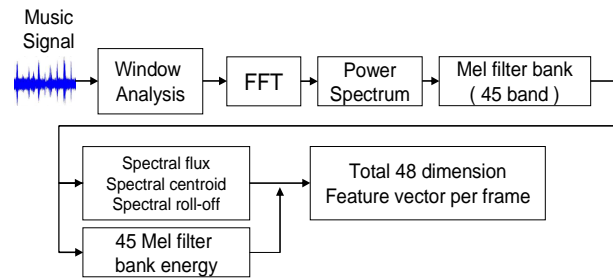 Music
Signal
Window
Analysis
FFT
Power
Spectrum
Mel filter bank
( 45 band )
Spectral flux
Spectral centroid
Spectral roll-off
Total 48 dimension
Feature vector per frame
45 Mel filter
bank energy